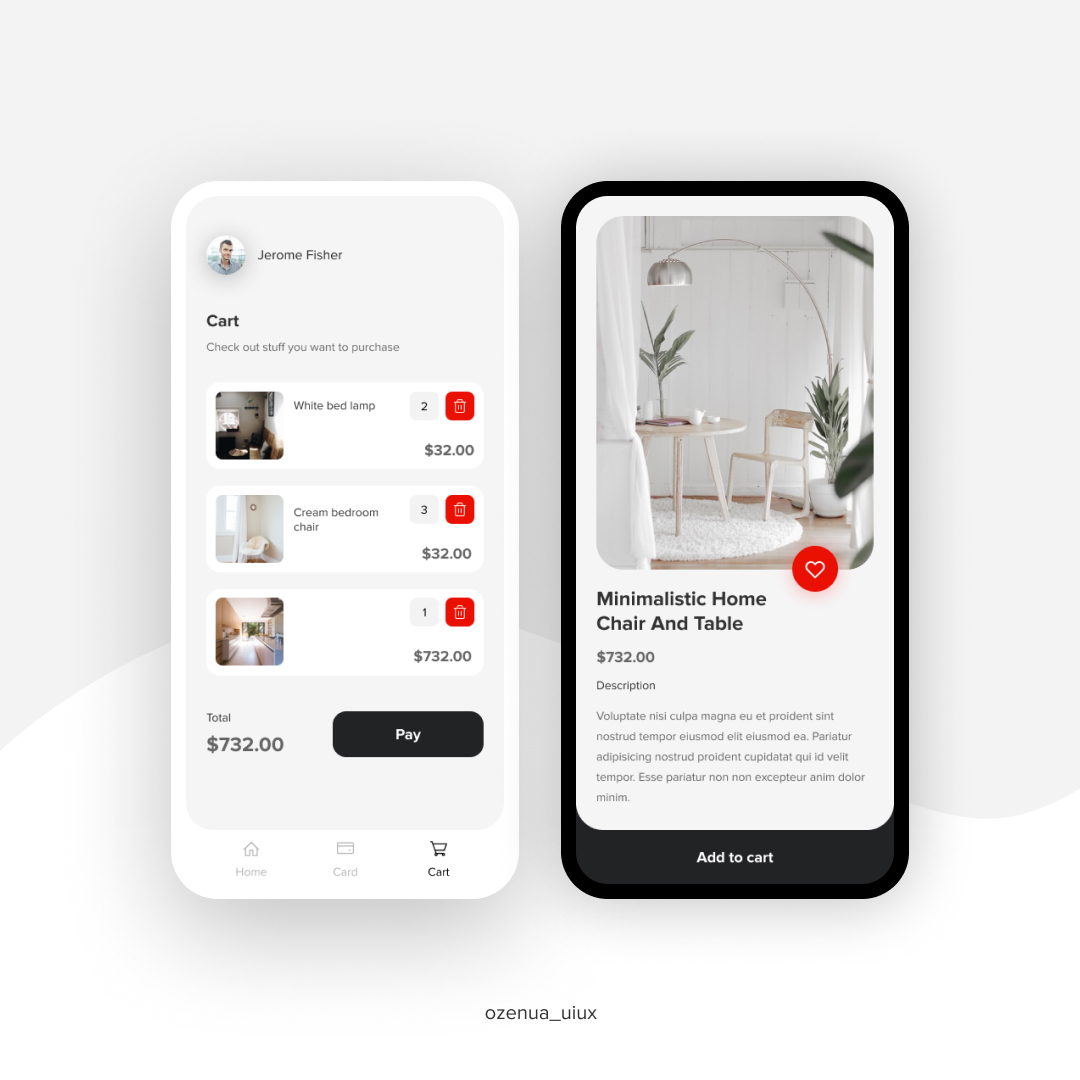 Jerome Fisher
Cart
Check out stuff you want to purchase
White bed lamp
2
$32.00
Cream bedroom
chair
3
$32.00
1
$732.00
Total
$732.00
Pay
Home
Card
Cart
Minimalistic Home
Chair And Table
$732.00
Description
Voluptate nisi culpa magna eu et proident sint
nostrud tempor eiusmod elit eiusmod ea. Pariatur
adipisicing nostrud proident cupidatat qui id velit
tempor. Esse pariatur non non excepteur anim dolor
minim.
Add to cart
ozenua_uiux